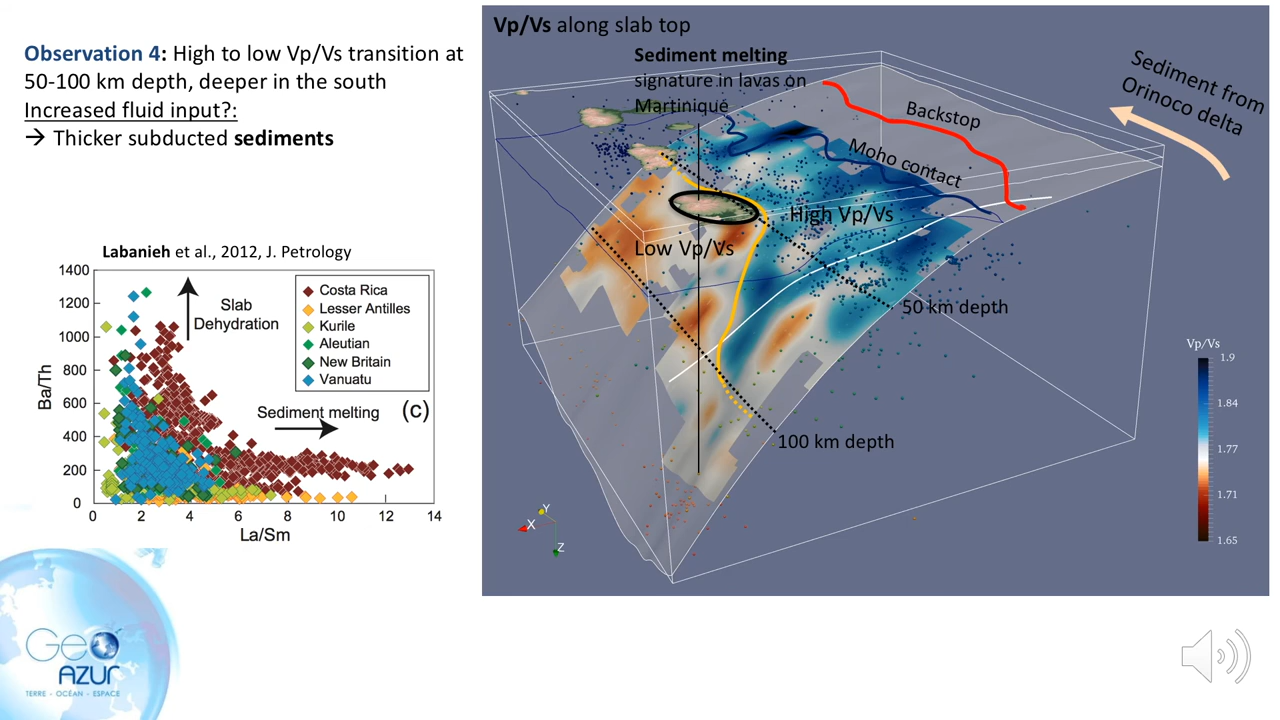 Observation 4: High to low Vp/Vs transition at
50-100 km depth, deeper in the south
Increased fluid input?:
→ Thicker subducted sediments
Labanieh et al., 2012, J. Petrology
1400
1200
1000
800
600
400
200
0
Ba/Th
Slab
Dehydration
Costa Rica
Lesser Antilles
Kurile
Aleutian
New Britain
Vanuatu
Sediment melting
(c)
0 2 4 6 8 10 12 14
La/Sm
Vp/Vs along slab top
Sediment melting
signature in lavas on
Martinique
Sediment from
Orinoco delta
Backstop
Moho contact
High Vp/Vs
Low Vp/Vs
50 km depth
100 km depth
Vp/Vs
1.9
1.84
1.77
1.71
1.65
X
Y
Z
Geo
AZUR
TERRE - OCÉAN - ESPACE